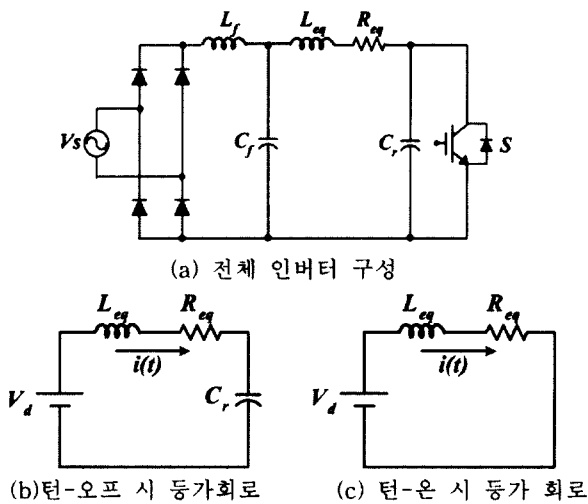 L_f L_eq R_eq
V_S C_f C_r S
(a) 전체 인버터 구성
L_eq R_eq L_eq R_eq
i(t) i(t)
V_d C_r V_d
(b)턴-오프 시 등가회로 (c) 턴-온 시 등가 회로